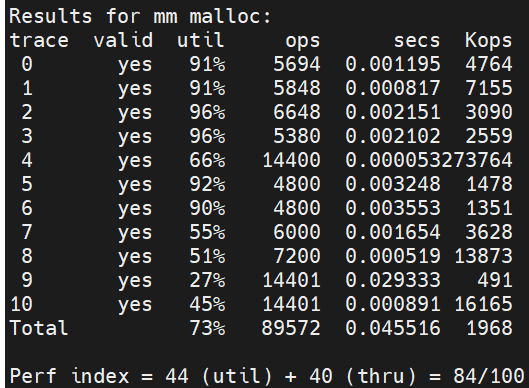 Results for mm malloc:
trace  valid  util     ops      secs  Kops
 0       yes   91%    5694  0.001195  4764
 1       yes   91%    5848  0.000817  7155
 2       yes   96%    6648  0.002151  3090
 3       yes   96%    5380  0.002102  2559
 4       yes   66%   14400  0.000053273764
 5       yes   92%    4800  0.003248  1478
 6       yes   90%    4800  0.003553  1351
 7       yes   55%    6000  0.001654  3628
 8       yes   51%    7200  0.000519 13873
 9       yes   27%   14401  0.029333   491
10       yes   45%   14401  0.000891 16165
Total          73%   89572  0.045516  1968
Perf index = 44 (util) + 40 (thru) = 84/100